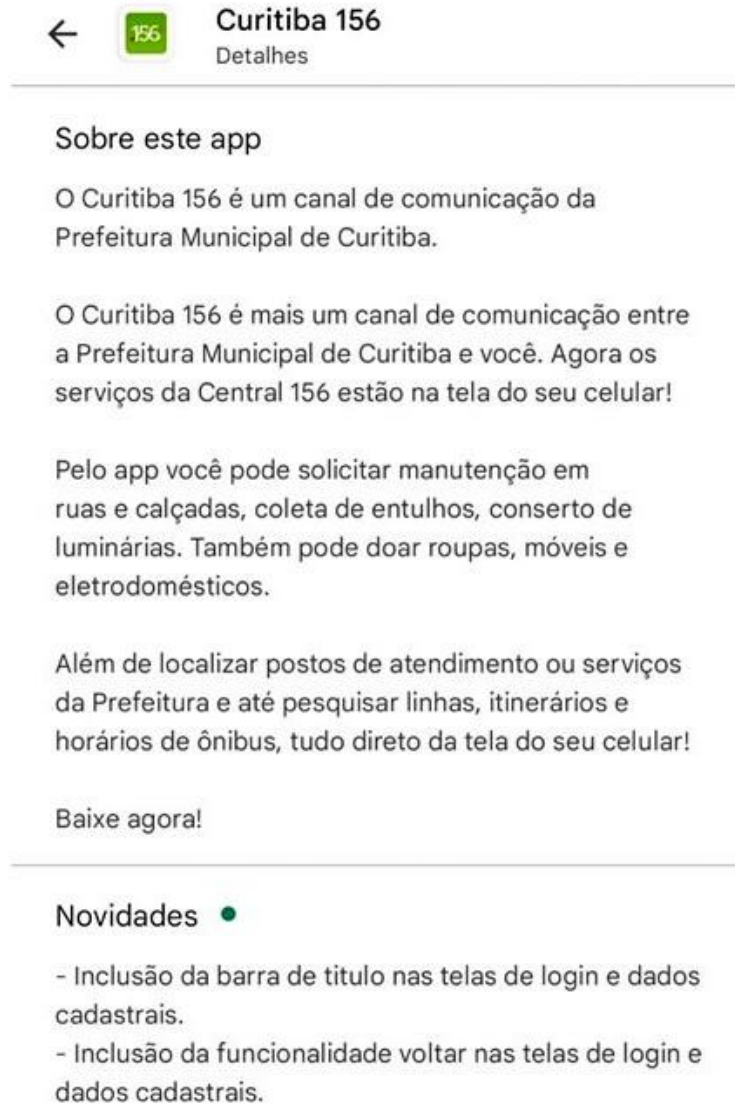 156
Curitiba 156
Detalhes
Sobre este app
O Curitiba 156 é um canal de comunicação da
Prefeitura Municipal de Curitiba.
O Curitiba 156 é mais um canal de comunicação entre
a Prefeitura Municipal de Curitiba e você. Agora os
serviços da Central 156 estão na tela do seu celular!
Pelo app você pode solicitar manutenção em
ruas e calçadas, coleta de entulhos, conserto de
luminárias. Também pode doar roupas, móveis e
eletrodomésticos.
Além de localizar postos de atendimento ou serviços
da Prefeitura e até pesquisar linhas, itinerários e
horários de ônibus, tudo direto da tela do seu celular!
Baixe agora!
Novidades
- Inclusão da barra de titulo nas telas de login e dados
cadastrais.
- Inclusão da funcionalidade voltar nas telas de login e
dados cadastrais.